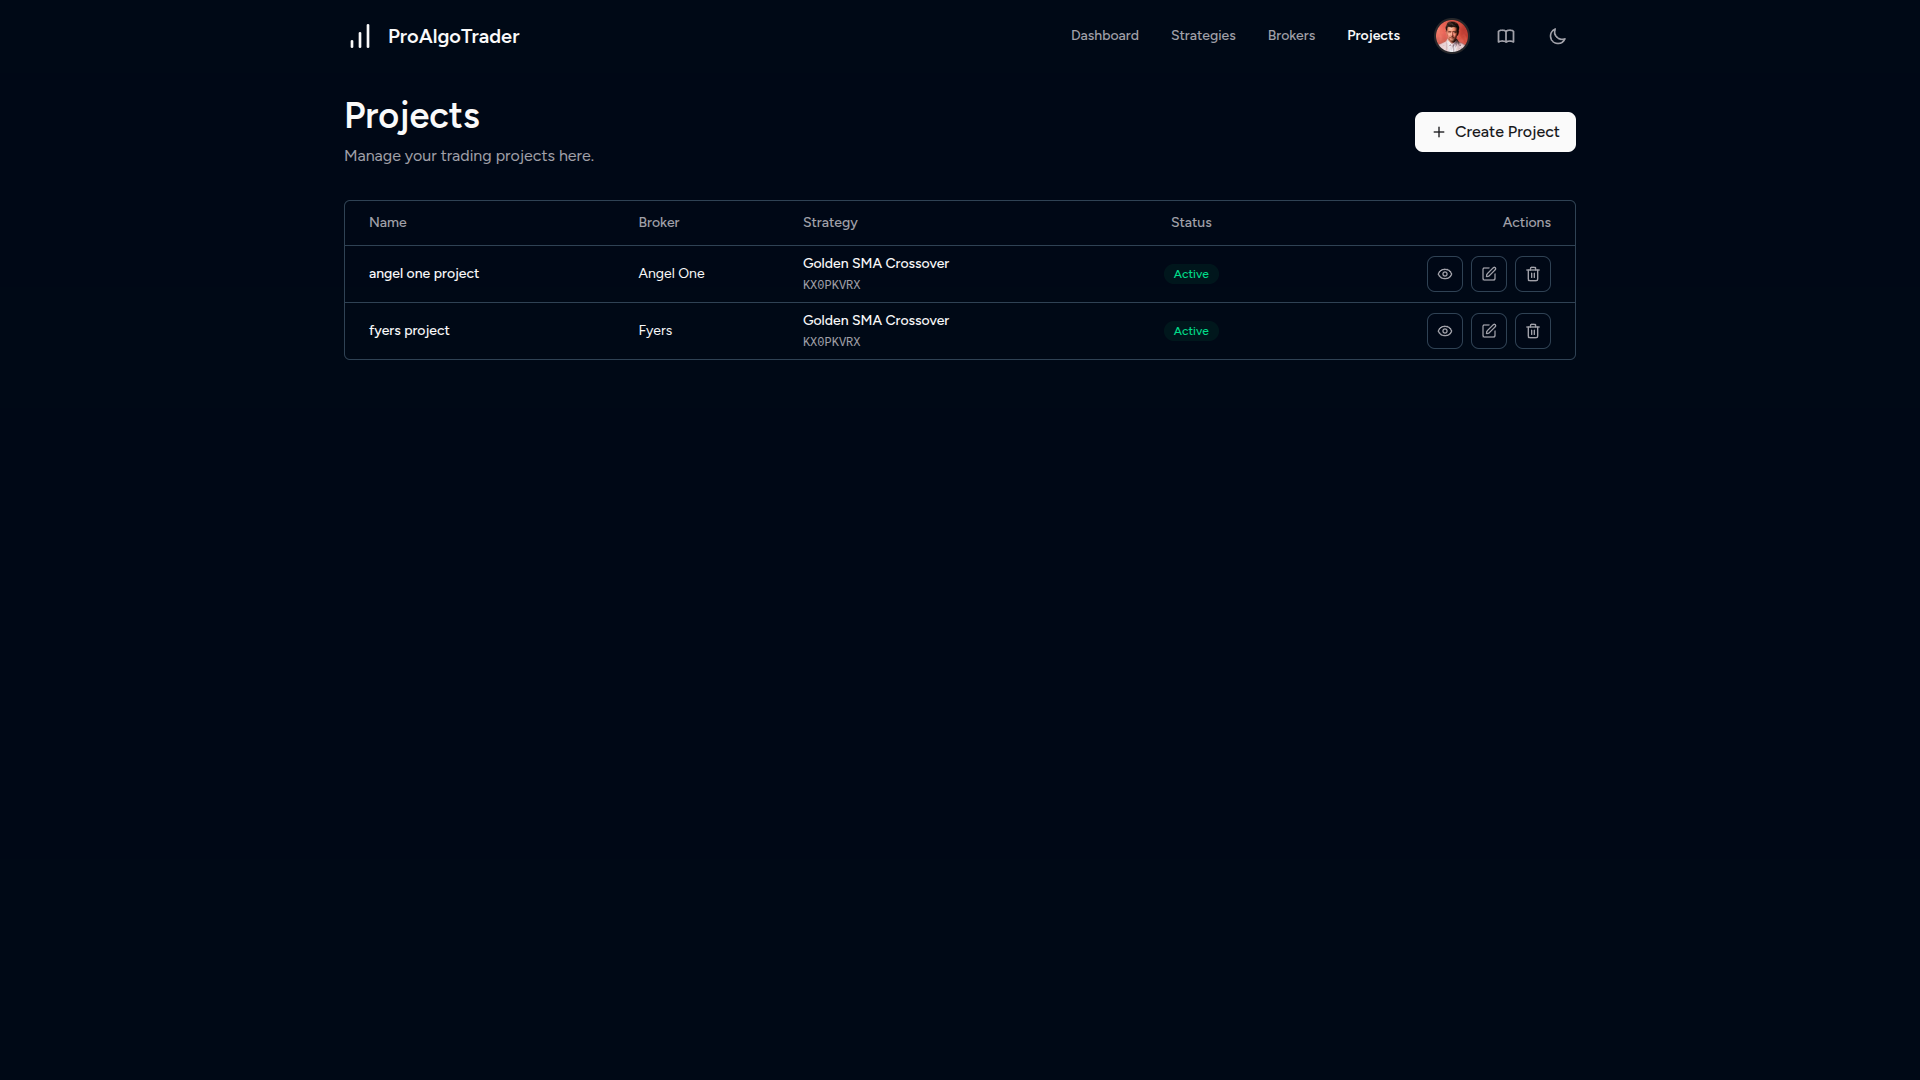 ProAlgoTrader
Dashboard Strategies Brokers Projects
Projects
Manage your trading projects here.
Create Project
Name Broker Strategy Status Actions
angel one project Angel One Golden SMA Crossover Active
KX0PKVRX
fyers project Fyers Golden SMA Crossover Active
KX0PKVRX